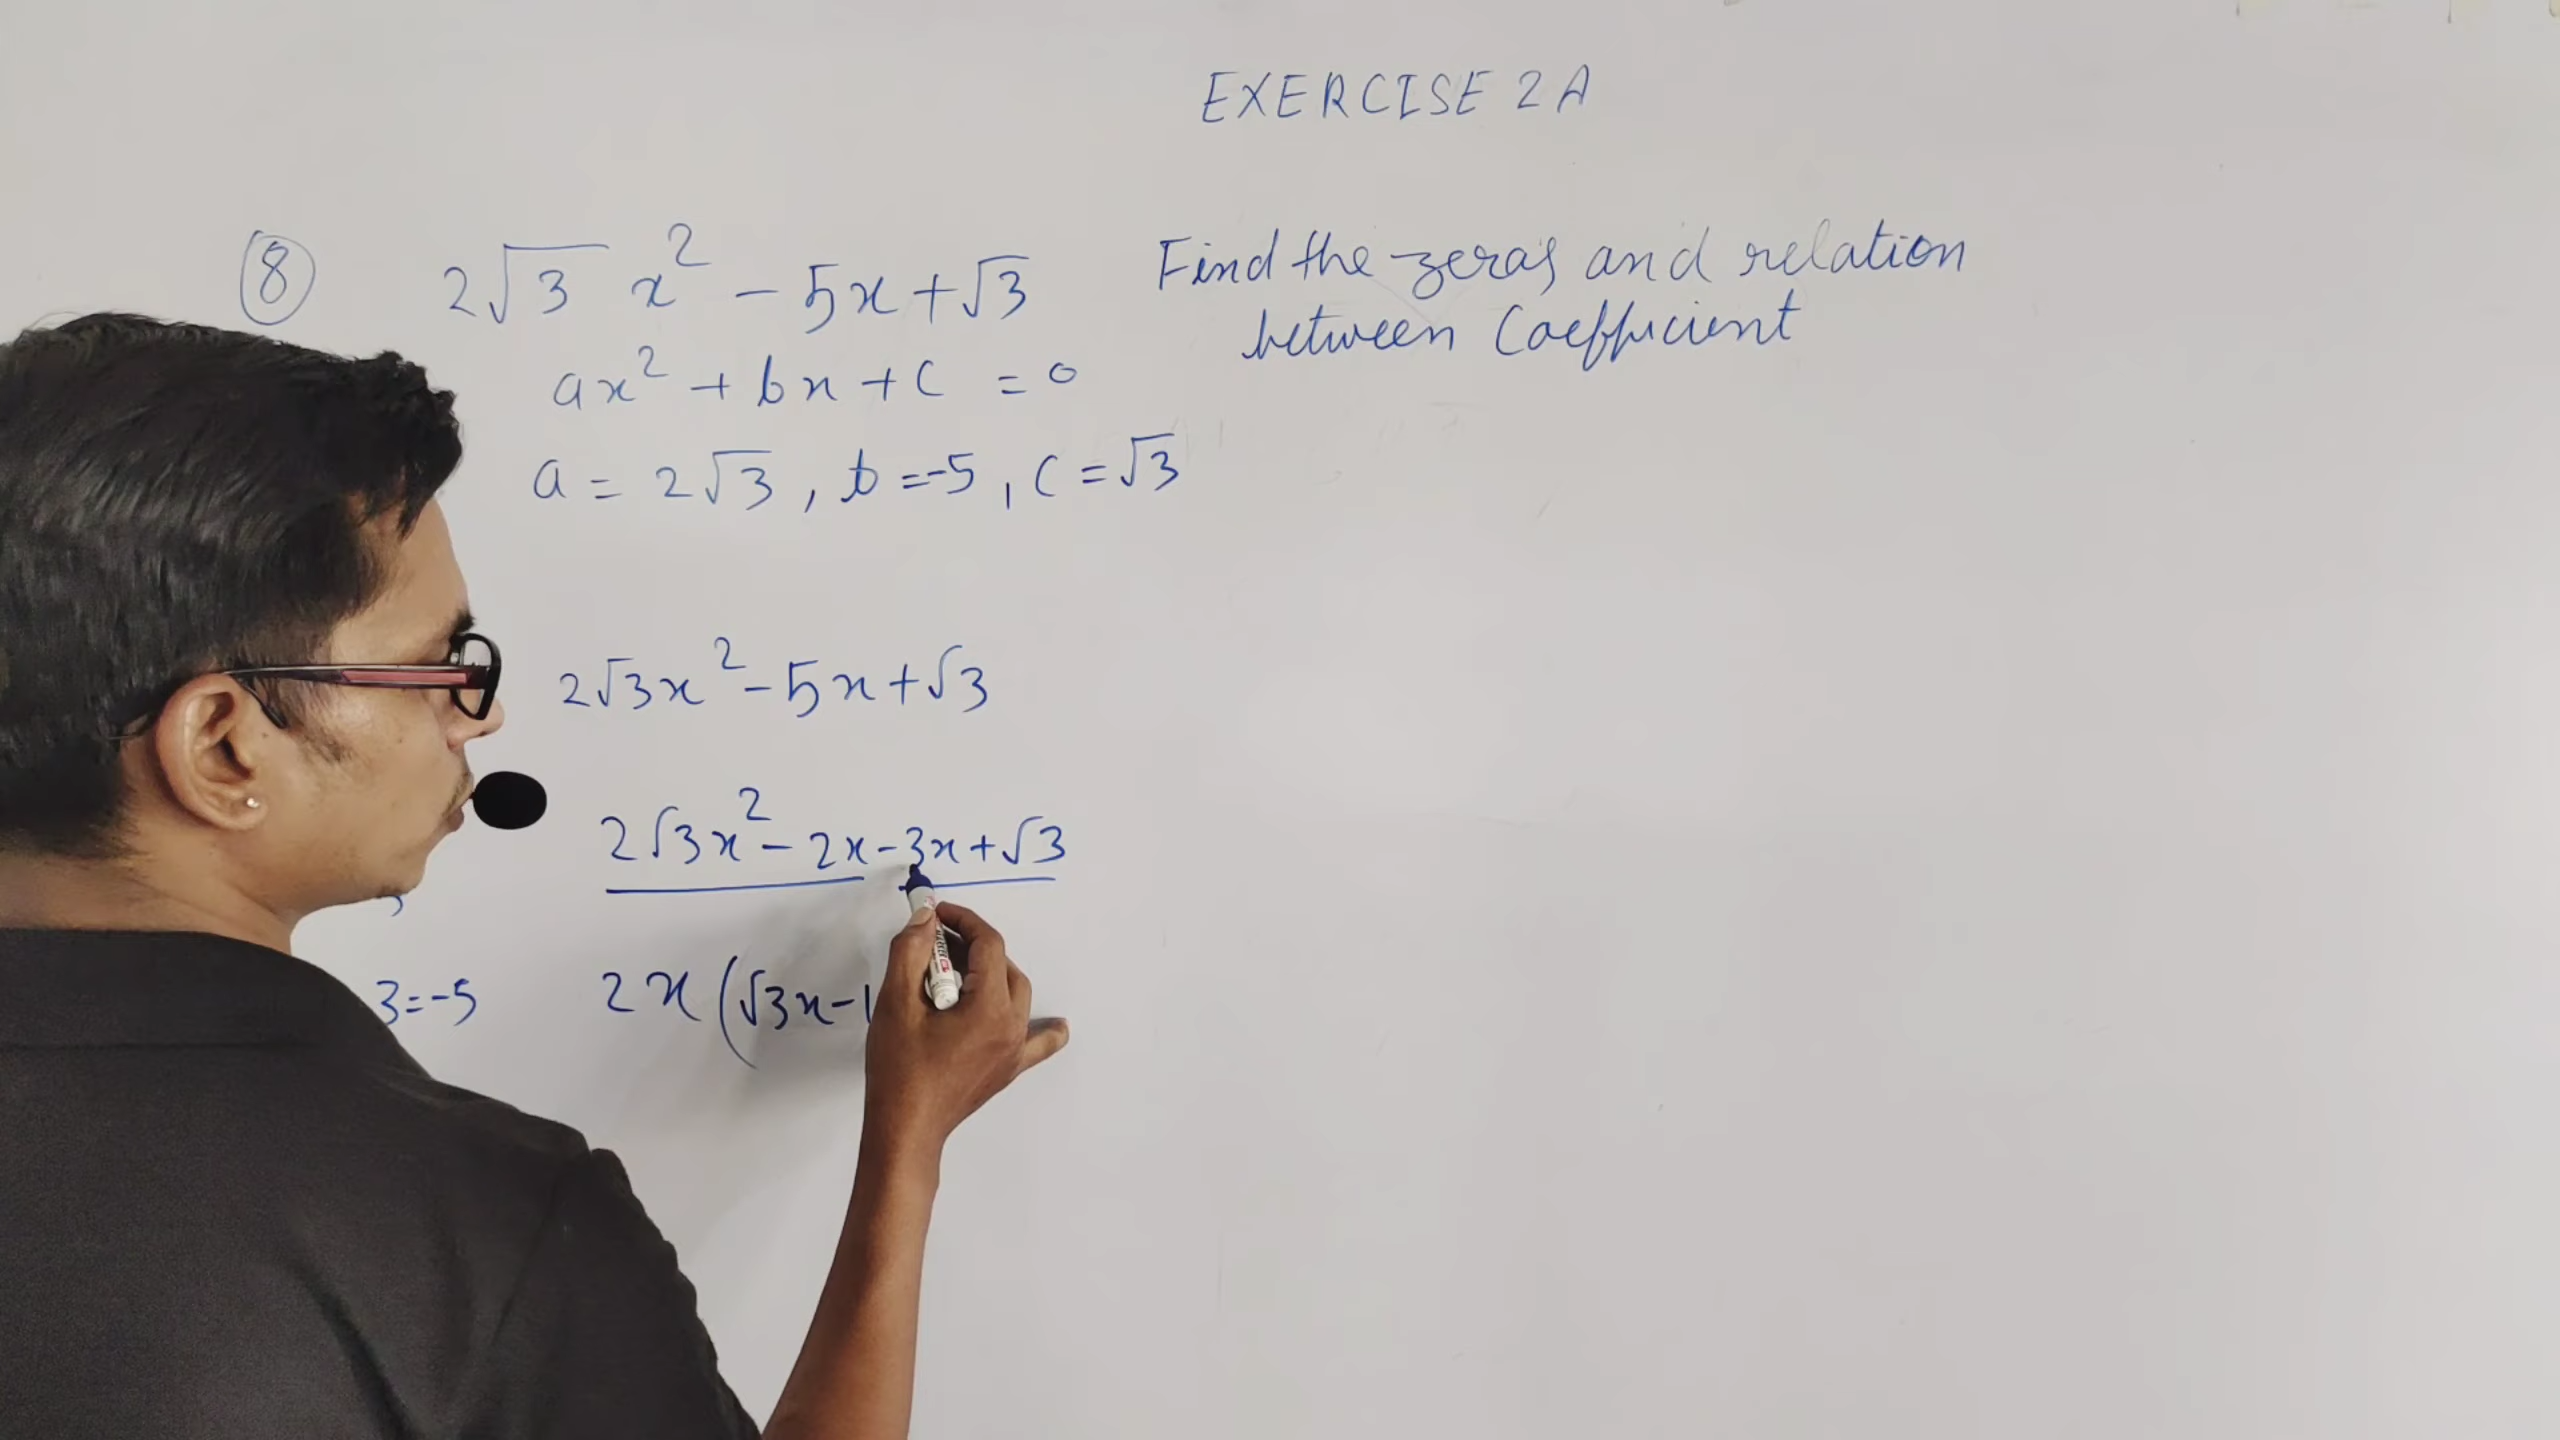 EXERCISE 2A
⑧ 2√3 x² - 5x + √3
Find the zeros and relation
between Coefficient
ax² + bx + c = 0
a = 2√3, b = -5, c = √3
2√3x² - 5x + √3
2√3x² - 2x - 3x + √3
3 = -5
2x (√3x - 1